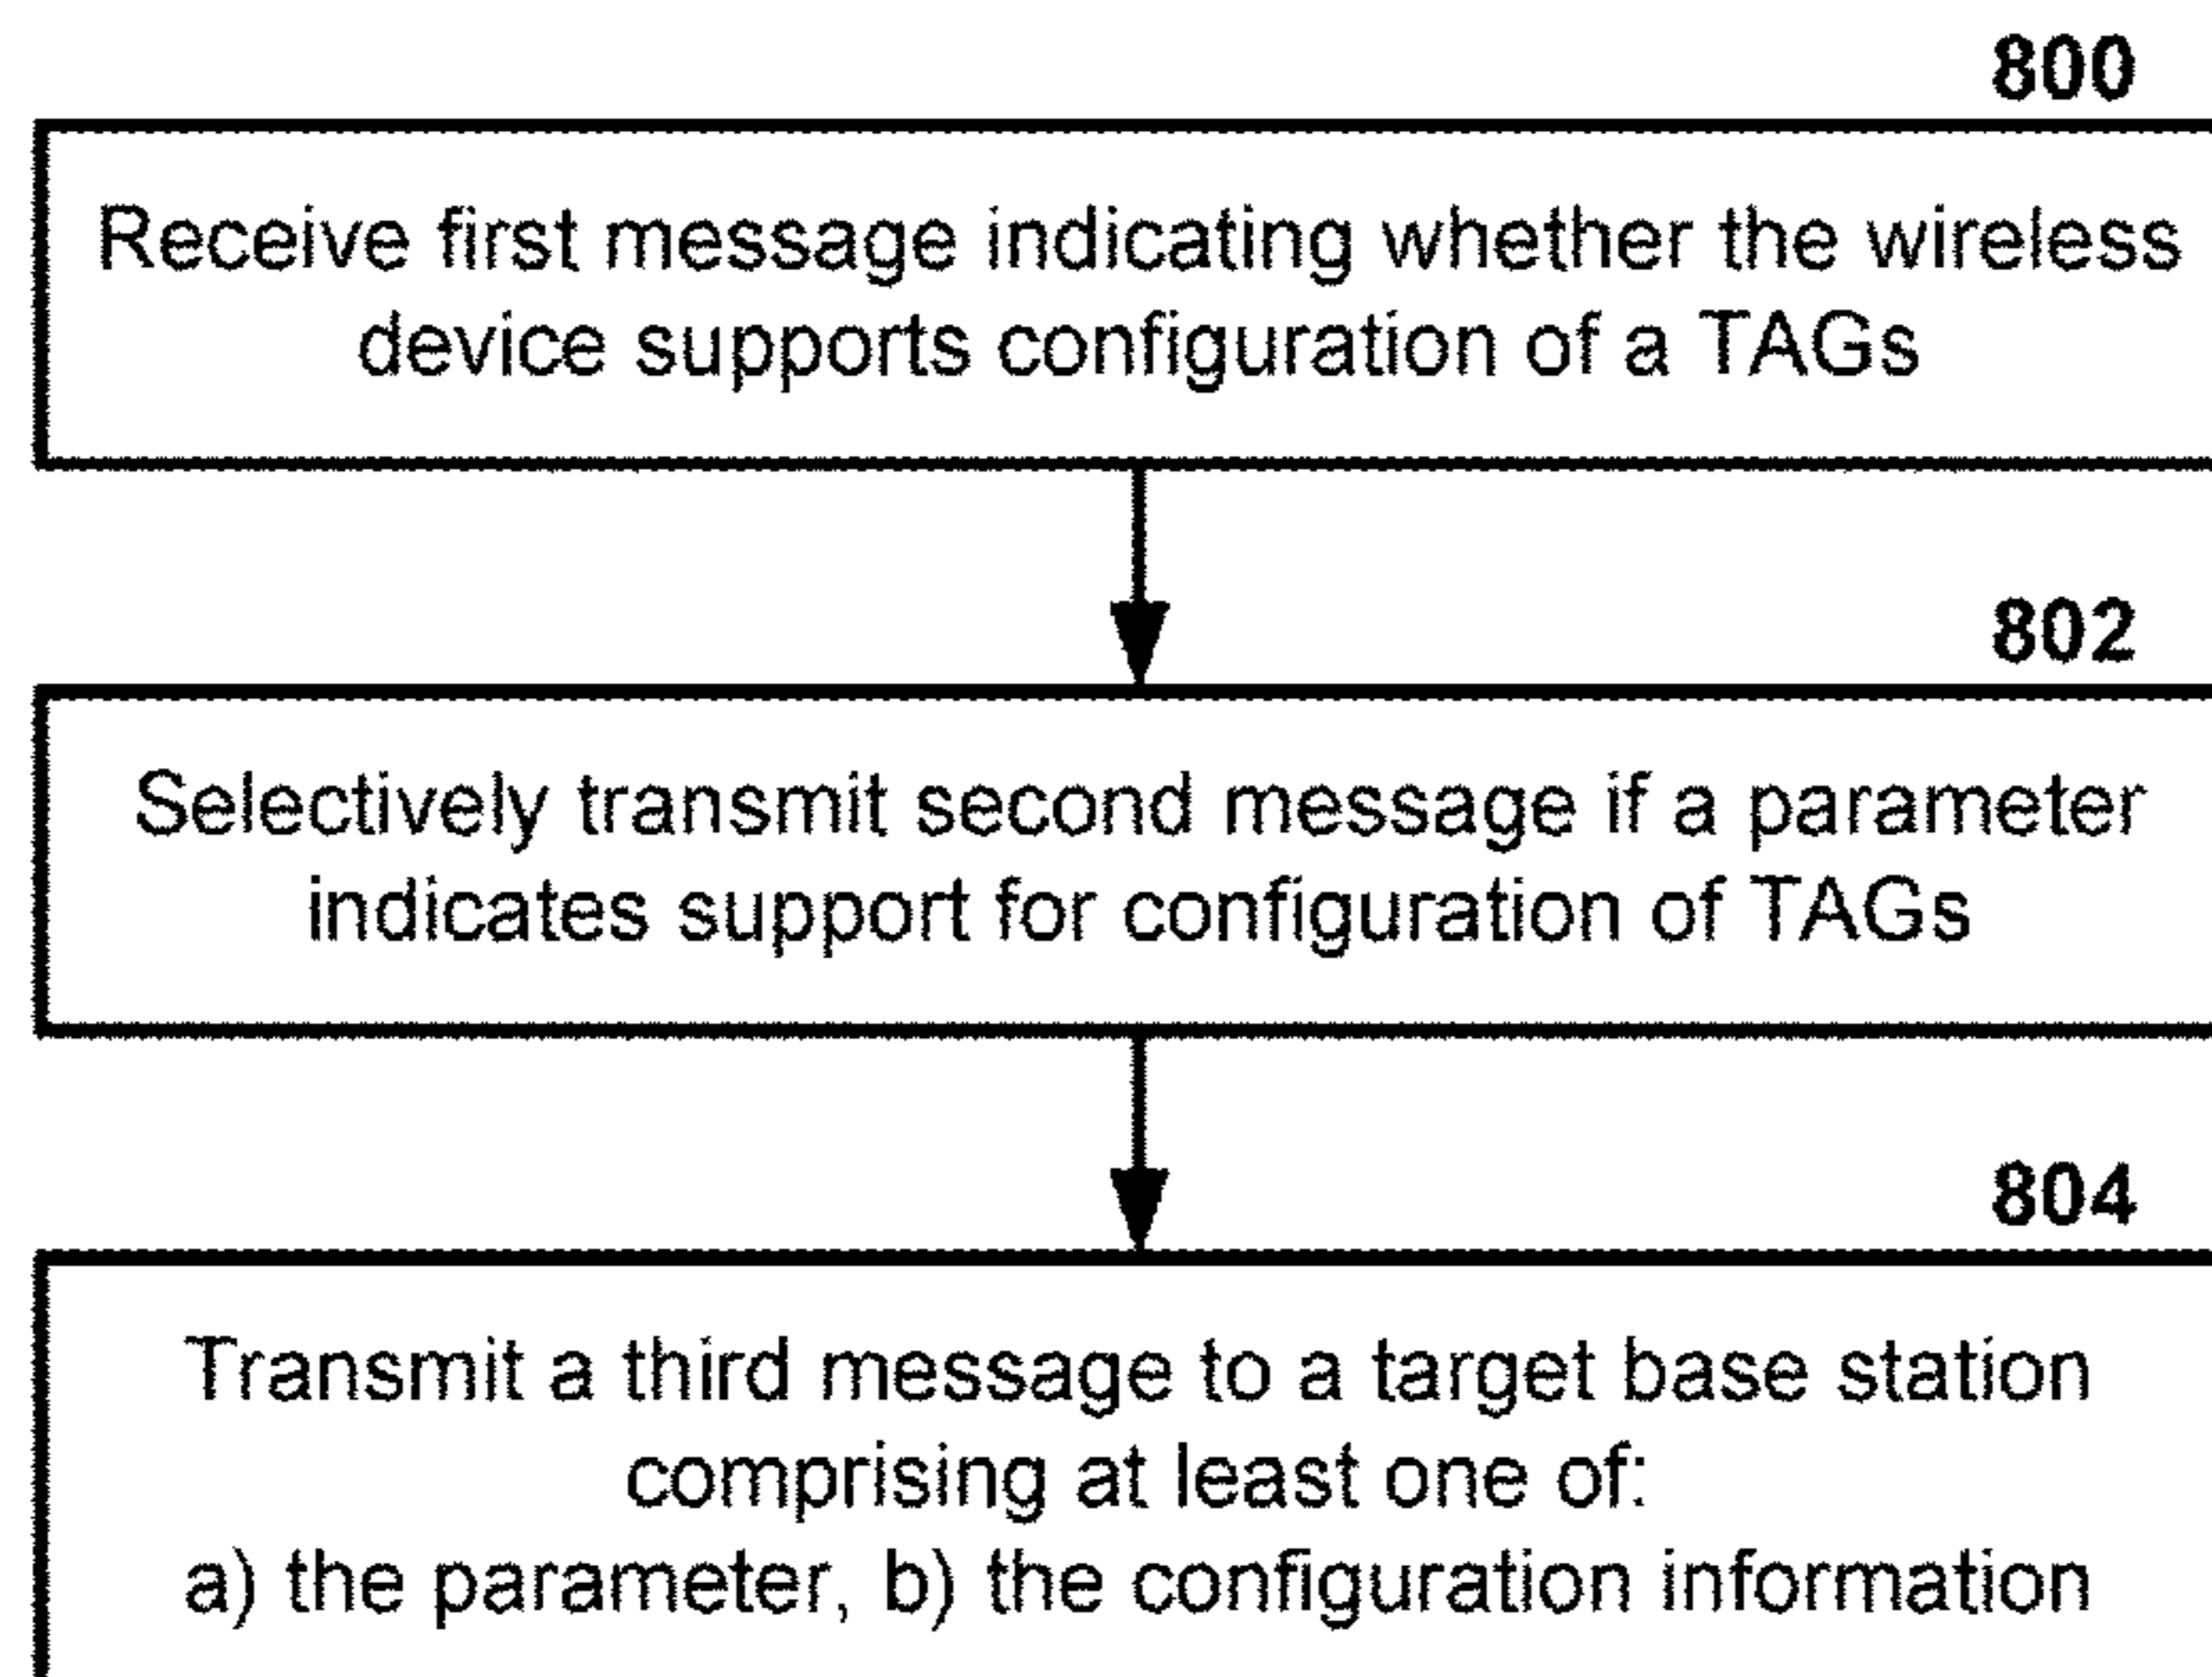 800
Receive first message indicating whether the wireless
device supports configuration of a TAGs
802
Selectively transmit second message if a parameter
indicates support for configuration of TAGs
804
Transmit a third message to a target base station
comprising at least one of:
a) the parameter, b) the configuration information